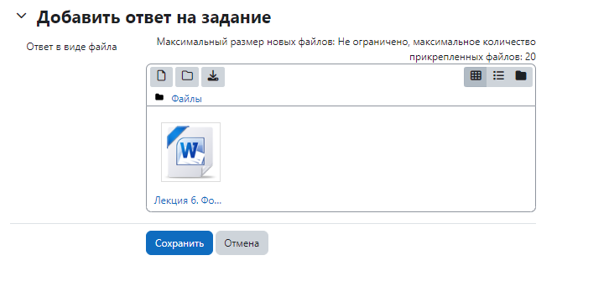 Добавить ответ на задание
Ответ в виде файла
Максимальный размер новых файлов: Не ограничено, максимальное количество
прикрепленных файлов: 20
Файлы
W
Лекция 6. Фо...
Сохранить
Отмена